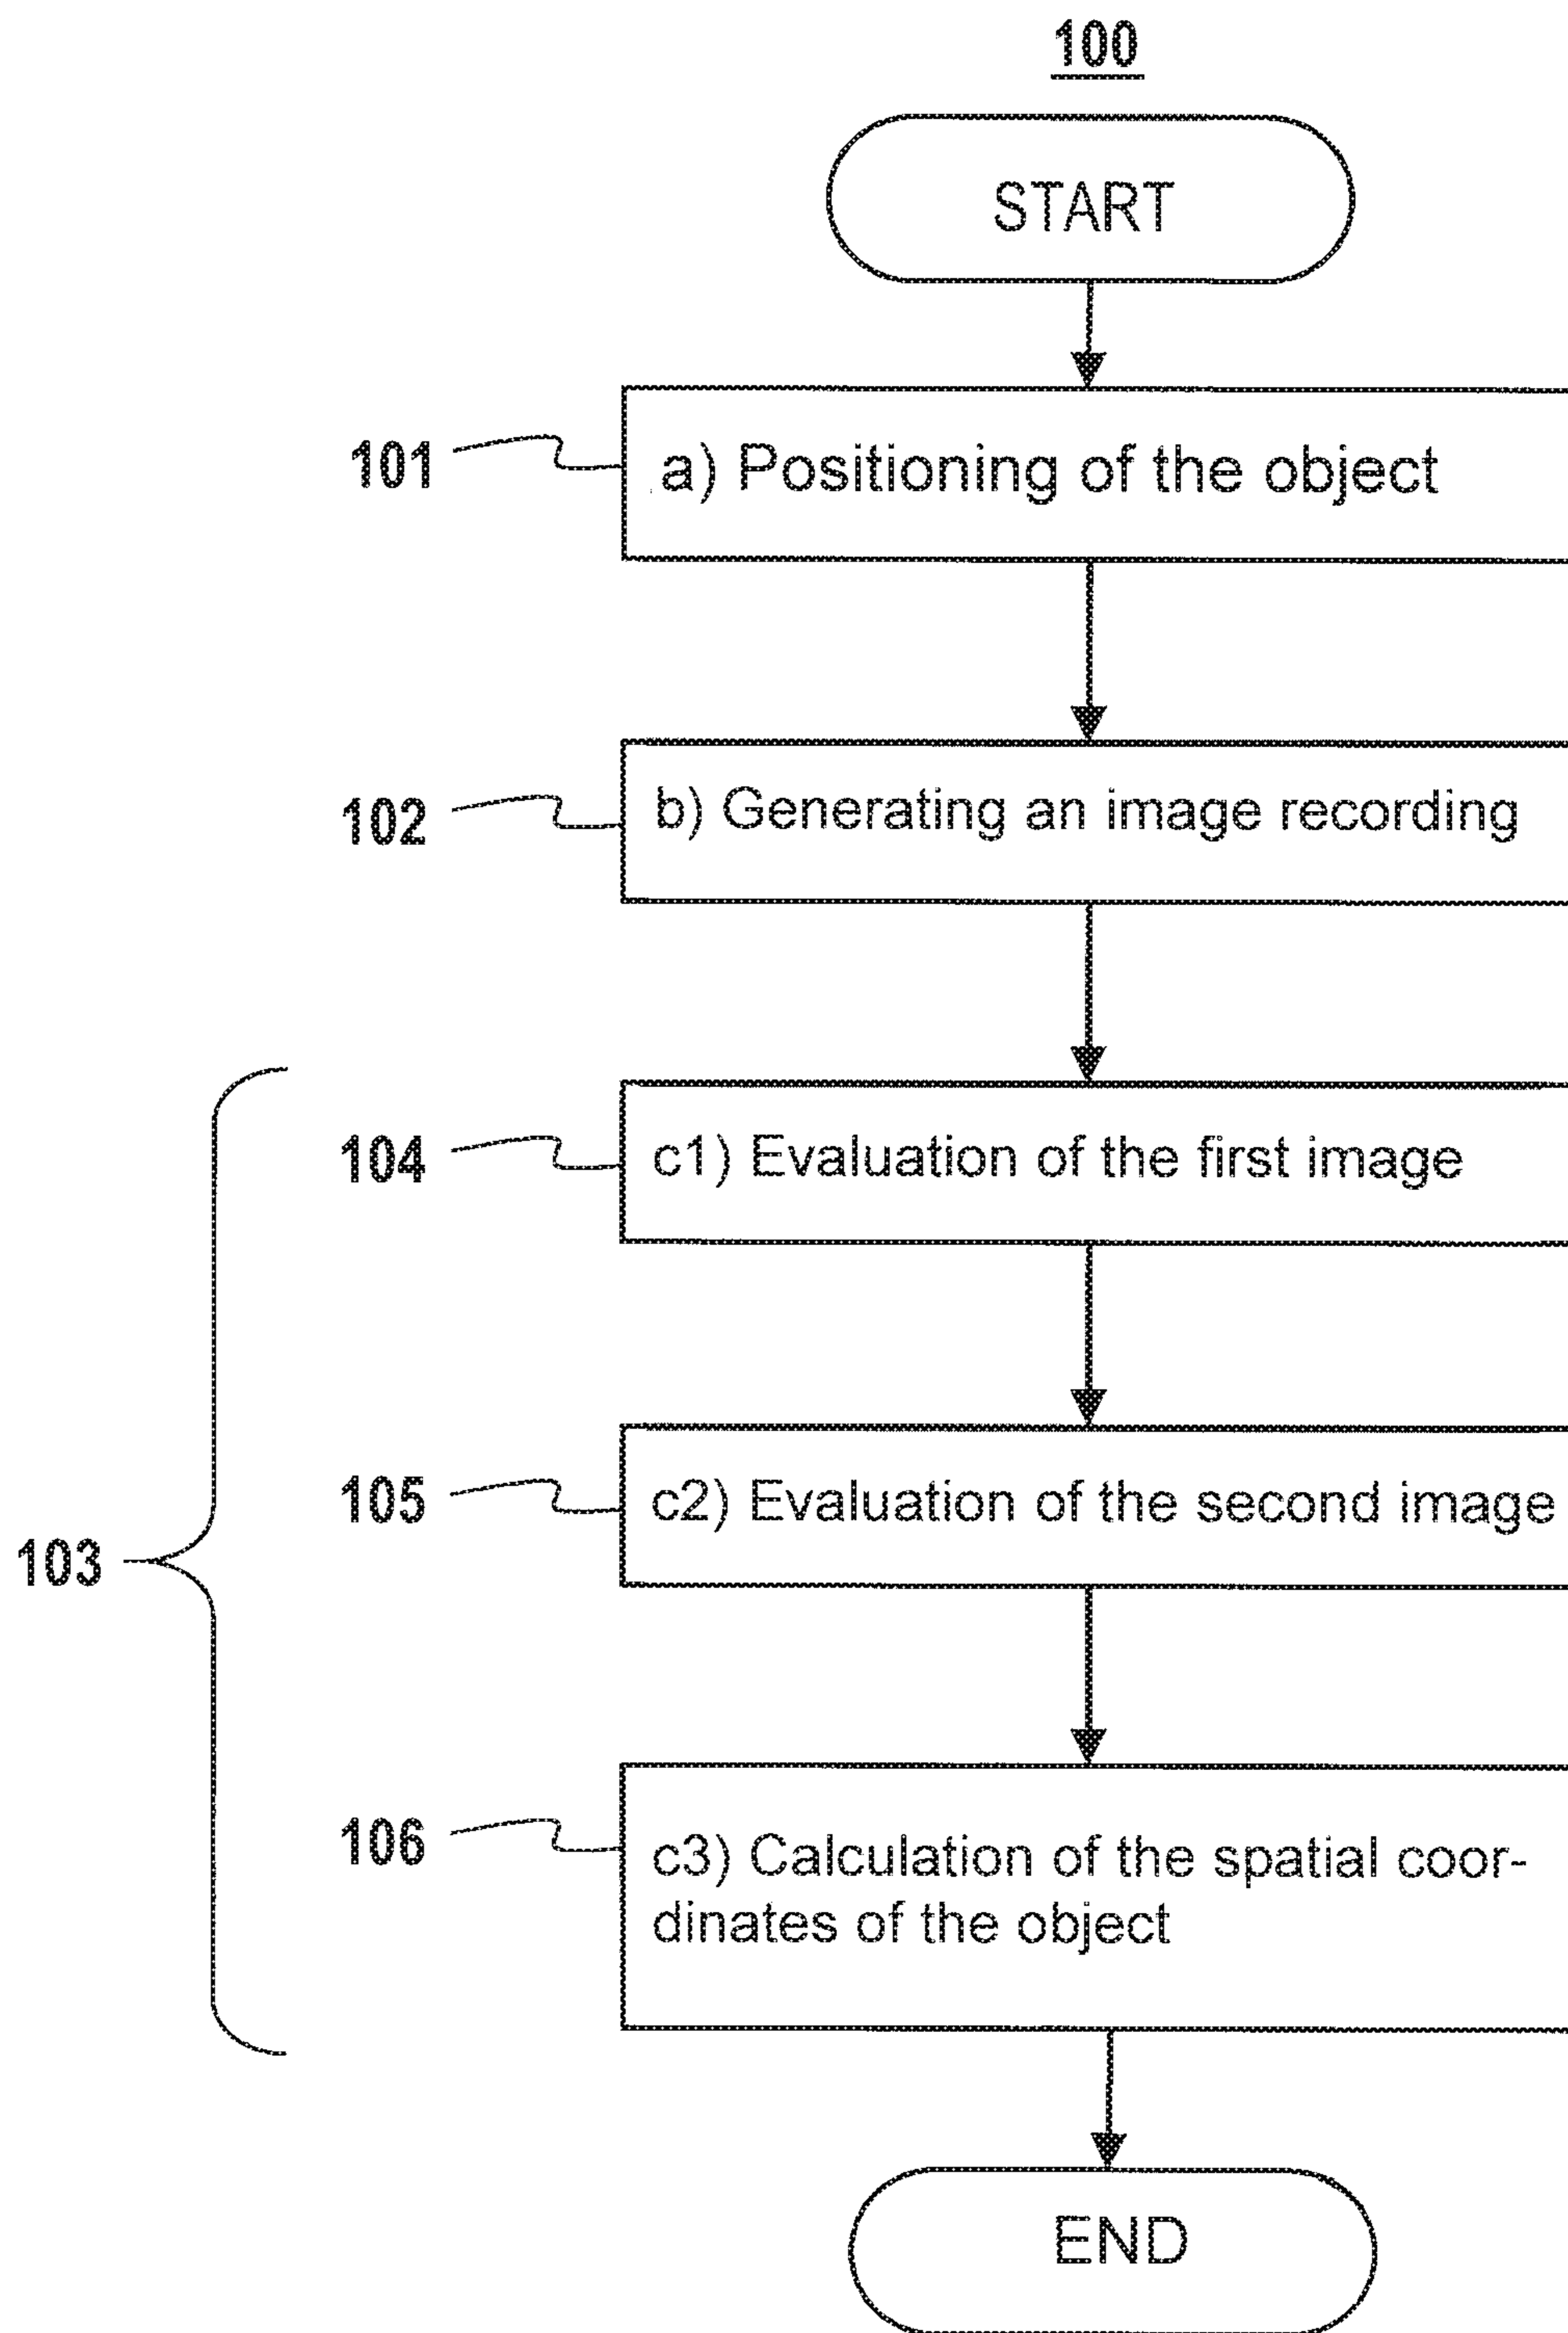 100
START
101
a) Positioning of the object
102
b) Generating an image recording
104
c1) Evaluation of the first image
105
c2) Evaluation of the second image
103
106
c3) Calculation of the spatial coor-
dinates of the object
END